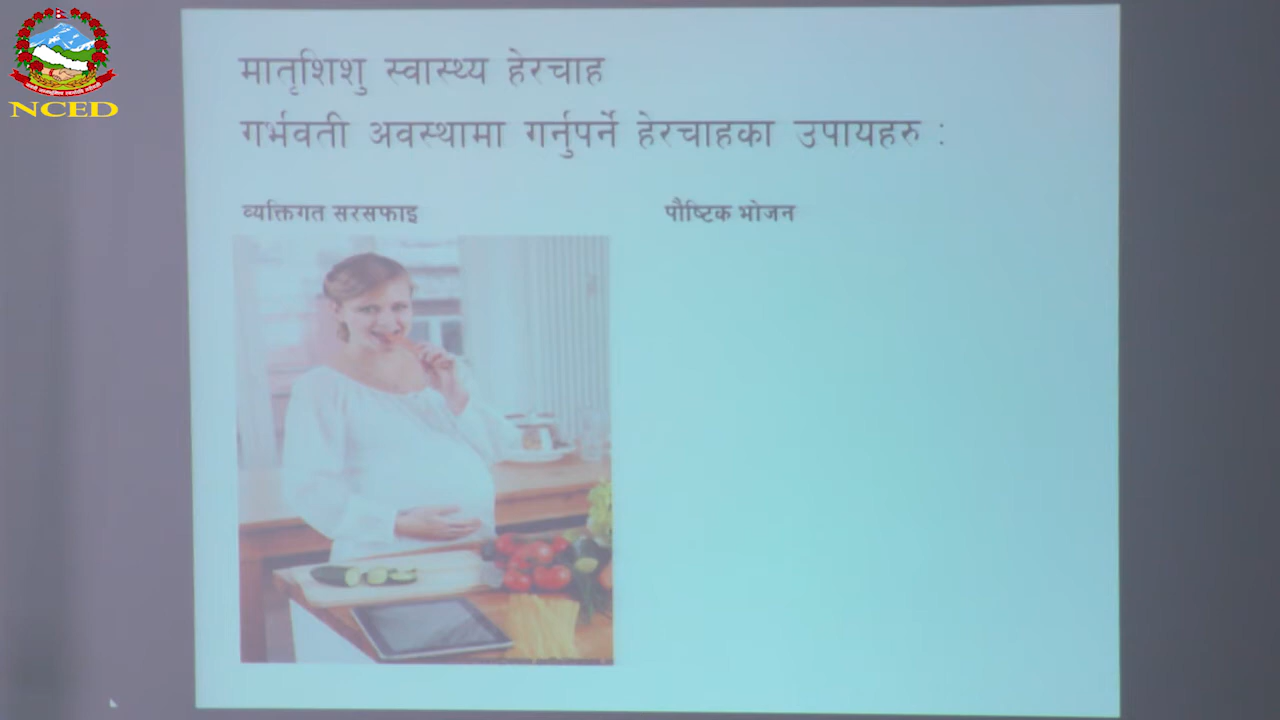 NCED
मातृशिशु स्वास्थ्य हेरचाह
गर्भवती अवस्थामा गर्नुपर्ने हेरचाहका उपायहरु :
व्यक्तिगत सरसफाइ
पौष्टिक भोजन